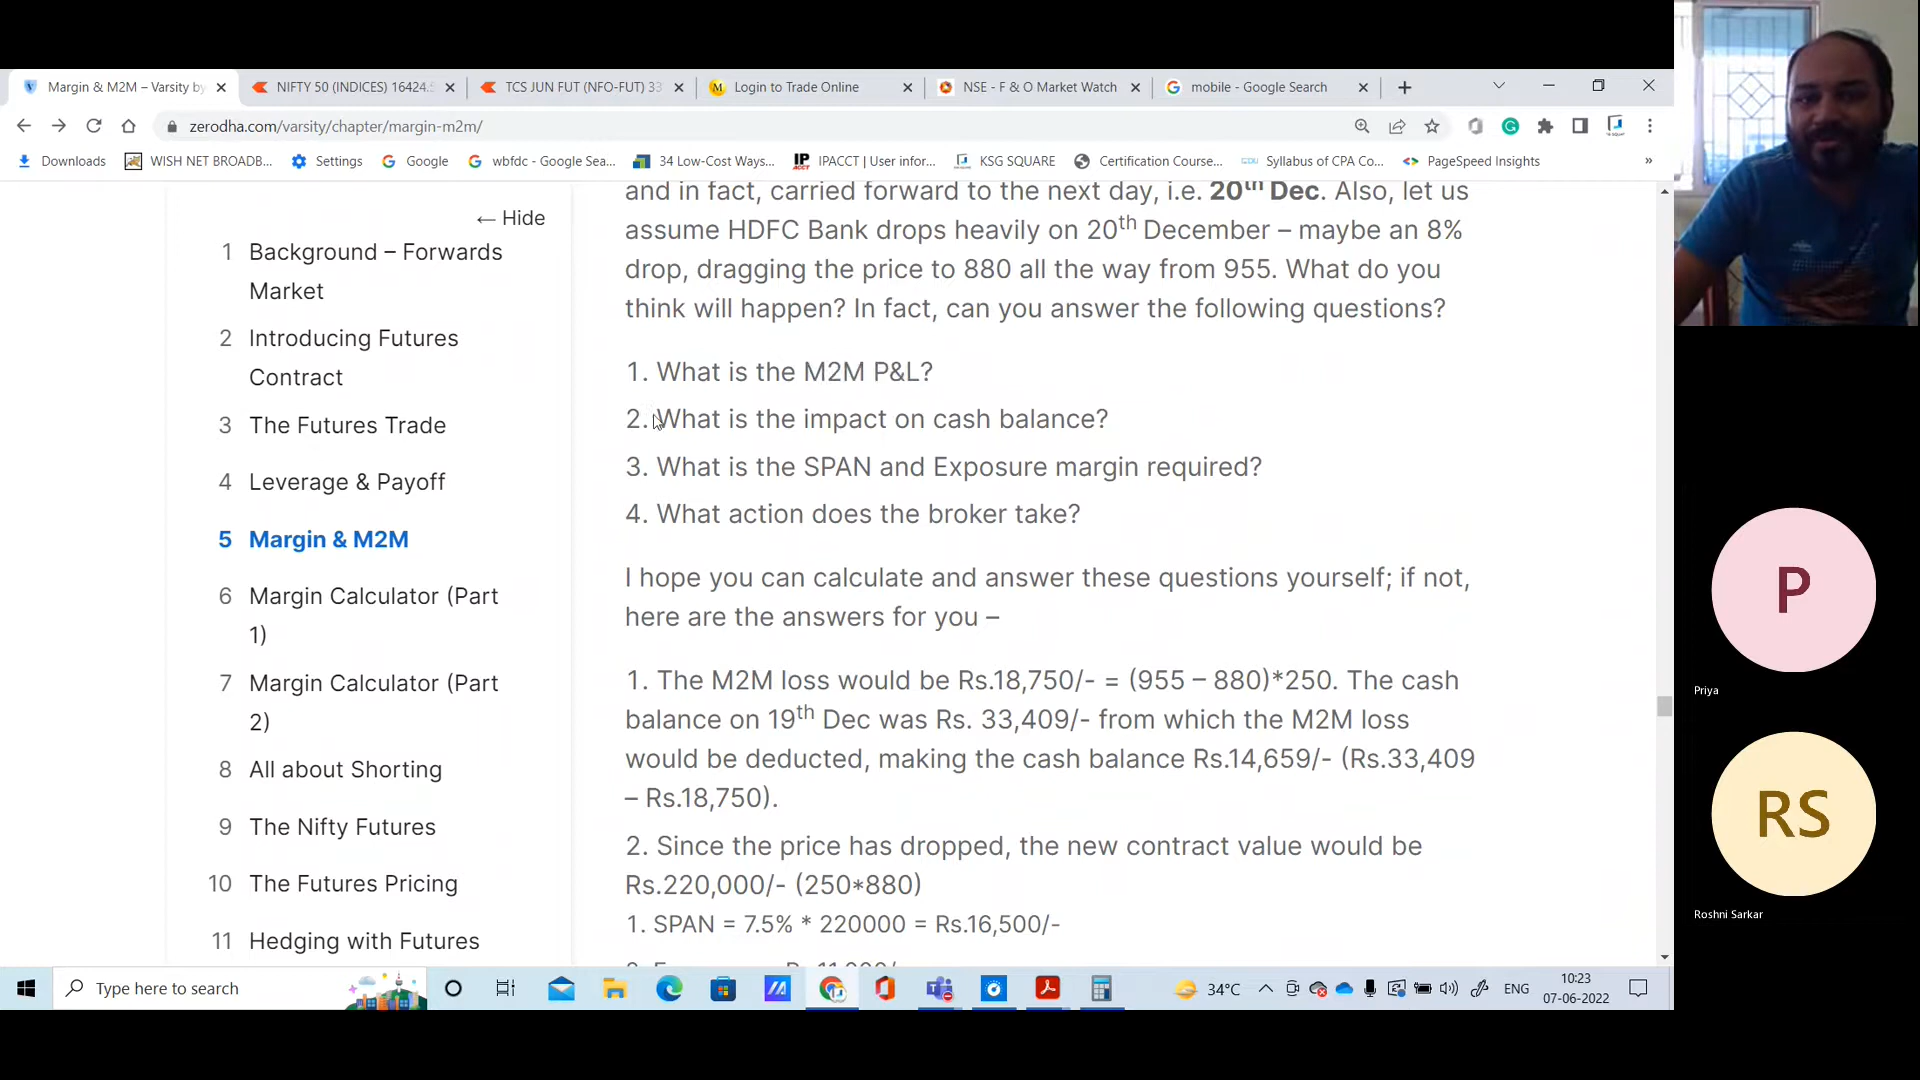 Margin & M2M – Varsity by
NIFTY 50 (INDICES) 16424.5
TCS JUN FUT (NFO-FUT) 33
Login to Trade Online
NSE - F & O Market Watch
mobile - Google Search
zerodha.com/varsity/chapter/margin-m2m/
Downloads
WISH NET BROADB...
Settings
Google
wbfdc - Google Sea...
34 Low-Cost Ways...
IPACCT | User infor...
KSG SQUARE
Certification Course...
Syllabus of CPA Co...
PageSpeed Insights
»
← Hide
1 Background – Forwards
Market
2 Introducing Futures
Contract
3 The Futures Trade
4 Leverage & Payoff
5 Margin & M2M
6 Margin Calculator (Part
1)
7 Margin Calculator (Part
2)
8 All about Shorting
9 The Nifty Futures
10 The Futures Pricing
11 Hedging with Futures
and in fact, carried forward to the next day, i.e. 20th Dec. Also, let us
assume HDFC Bank drops heavily on 20th December – maybe an 8%
drop, dragging the price to 880 all the way from 955. What do you
think will happen? In fact, can you answer the following questions?
1. What is the M2M P&L?
2. What is the impact on cash balance?
3. What is the SPAN and Exposure margin required?
4. What action does the broker take?
I hope you can calculate and answer these questions yourself; if not,
here are the answers for you –
1. The M2M loss would be Rs.18,750/- = (955 – 880)*250. The cash
balance on 19th Dec was Rs. 33,409/- from which the M2M loss
would be deducted, making the cash balance Rs.14,659/- (Rs.33,409
– Rs.18,750).
2. Since the price has dropped, the new contract value would be
Rs.220,000/- (250*880)
1. SPAN = 7.5% * 220000 = Rs.16,500/-
P
Priya
RS
Roshni Sarkar
Type here to search
34°C
ENG
10:23
07-06-2022